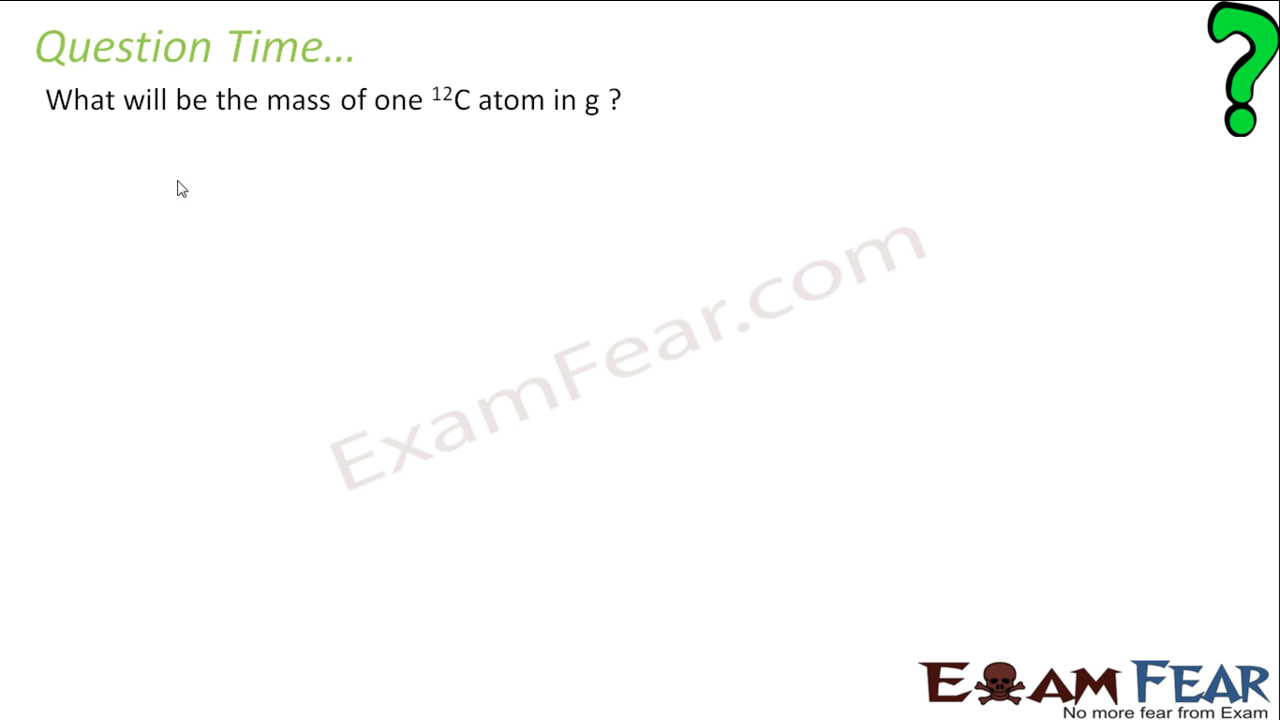 Question Time...
What will be the mass of one ¹²C atom in g ?
ExamFear.com
EXAM FEAR
No more fear from Exam